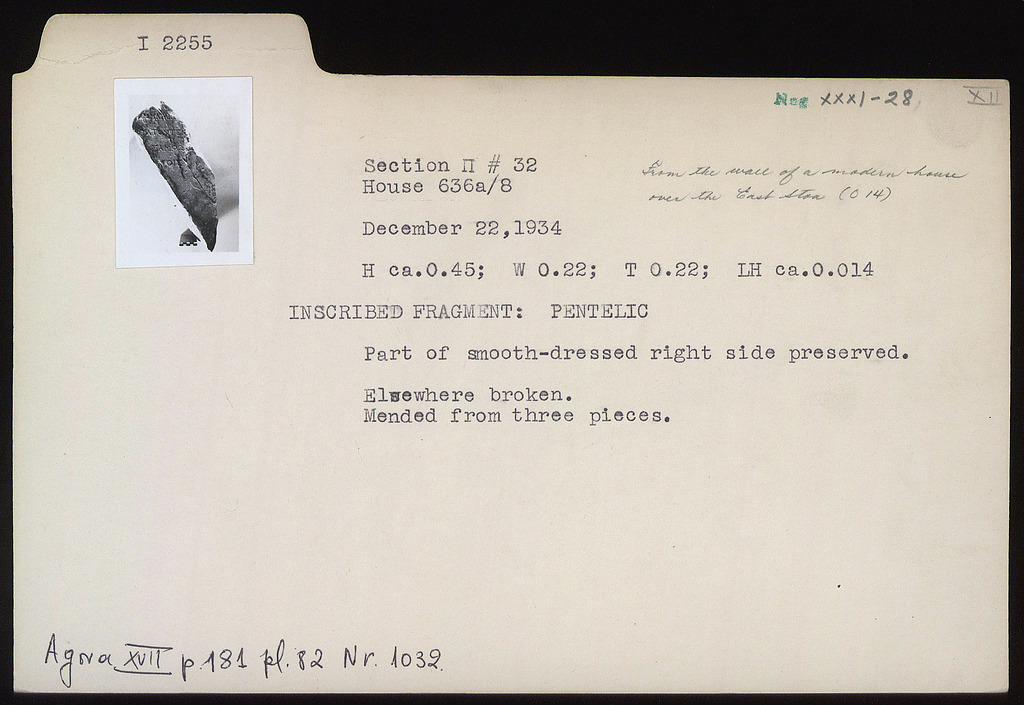 I 2255
Neg XXXI-28
XII
Section Π # 32
House 636a/8
From the wall of a modern house
over the East Stoa (O 14)
December 22,1934
H ca.0.45; W 0.22; T 0.22; LH ca.0.014
INSCRIBED FRAGMENT: PENTELIC
Part of smooth-dressed right side preserved.
Elsewhere broken.
Mended from three pieces.
Agora XVII p.181 pl.82 Nr. 1032